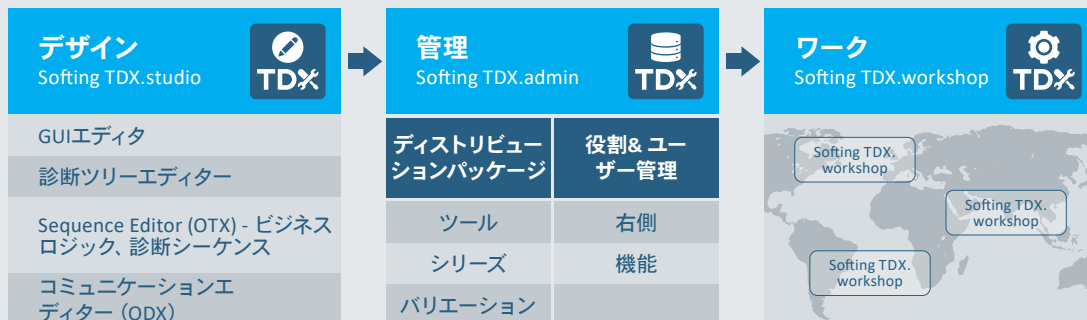 デザイン
Softing TDX.studio
TDX
GUIエディタ
診断ツリーエディター
Sequence Editor (OTX) - ビジネス
ロジック、診断シーケンス
コミュニケーションエ
ディター（ODX）
管理
Softing TDX.admin
TDX
ディストリビュー
ションパッケージ
役割& ユー
ザー管理
ツール
右側
シリーズ
機能
バリエーション
ワーク
Softing TDX.workshop
TDX
Softing TDX.
workshop
Softing TDX.
workshop
Softing TDX.
workshop